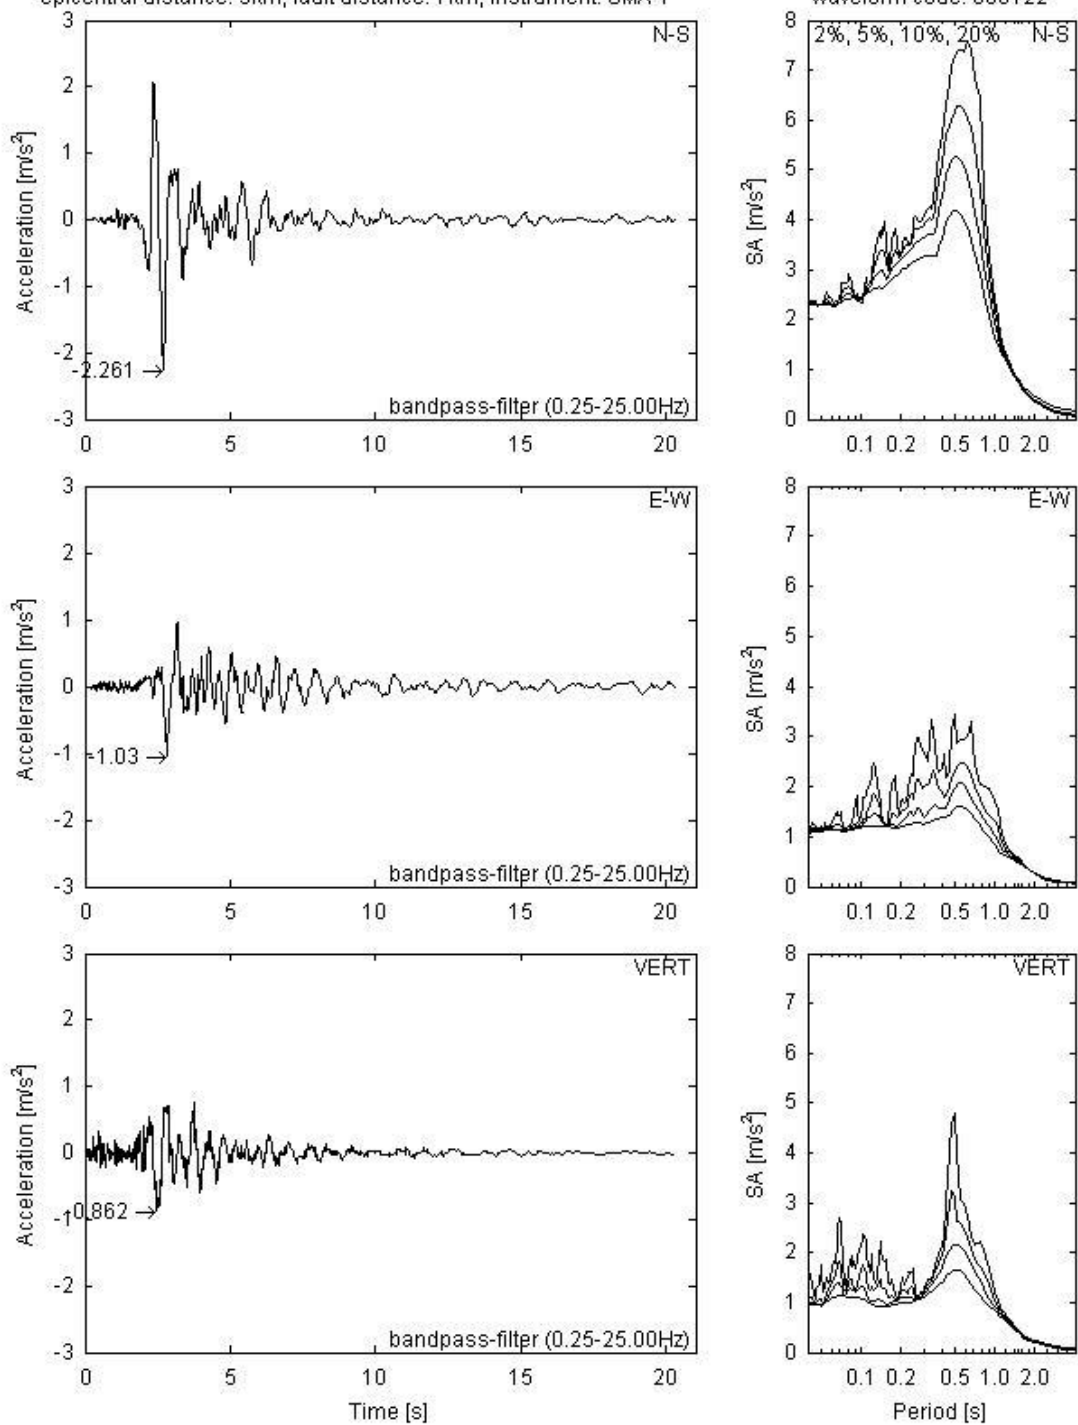 epicentral distance: 5km, fault distance: 1km, instrument: SMA-1
waveform code: 000122
3
2
1
0
-1
-2
-3
N-S
-2.261
bandpass-filter (0.25-25.00Hz)
Acceleration [m/s²]
0 5 10 15 20
8
7
6
5
4
3
2
1
0
2%, 5%, 10%, 20% N-S
SA [m/s²]
0.1 0.2 0.5 1.0 2.0
3
2
1
0
-1
-2
-3
E-W
-1.03
bandpass-filter (0.25-25.00Hz)
Acceleration [m/s²]
0 5 10 15 20
8
7
6
5
4
3
2
1
0
E-W
SA [m/s²]
0.1 0.2 0.5 1.0 2.0
3
2
1
0
-1
-2
-3
VERT
-0.862
bandpass-filter (0.25-25.00Hz)
Acceleration [m/s²]
0 5 10 15 20
Time [s]
8
7
6
5
4
3
2
1
0
VERT
SA [m/s²]
0.1 0.2 0.5 1.0 2.0
Period [s]